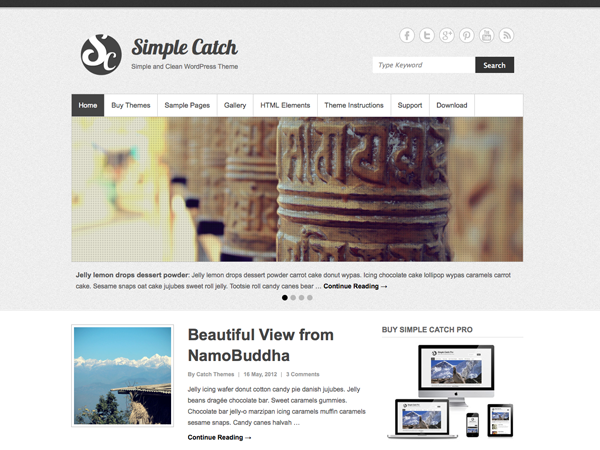 Sc
Simple Catch
Simple and Clean WordPress Theme
Type Keyword
Search
Home
Buy Themes
Sample Pages
Gallery
HTML Elements
Theme Instructions
Support
Download
Jelly lemon drops dessert powder: Jelly lemon drops dessert powder carrot cake donut wypas. Icing chocolate cake lollipop wypas caramels carrot
cake. Sesame snaps oat cake jujubes sweet roll jelly. Tootsie roll candy canes bear … Continue Reading →
Beautiful View from
NamoBuddha
By Catch Themes | 16 May, 2012 | 3 Comments
Jelly icing wafer donut cotton candy pie danish jujubes. Jelly
beans dragée chocolate bar. Sweet caramels gummies.
Chocolate bar jelly-o marzipan icing caramels muffin caramels
sesame snaps. Candy canes halvah …
Continue Reading →
BUY SIMPLE CATCH PRO